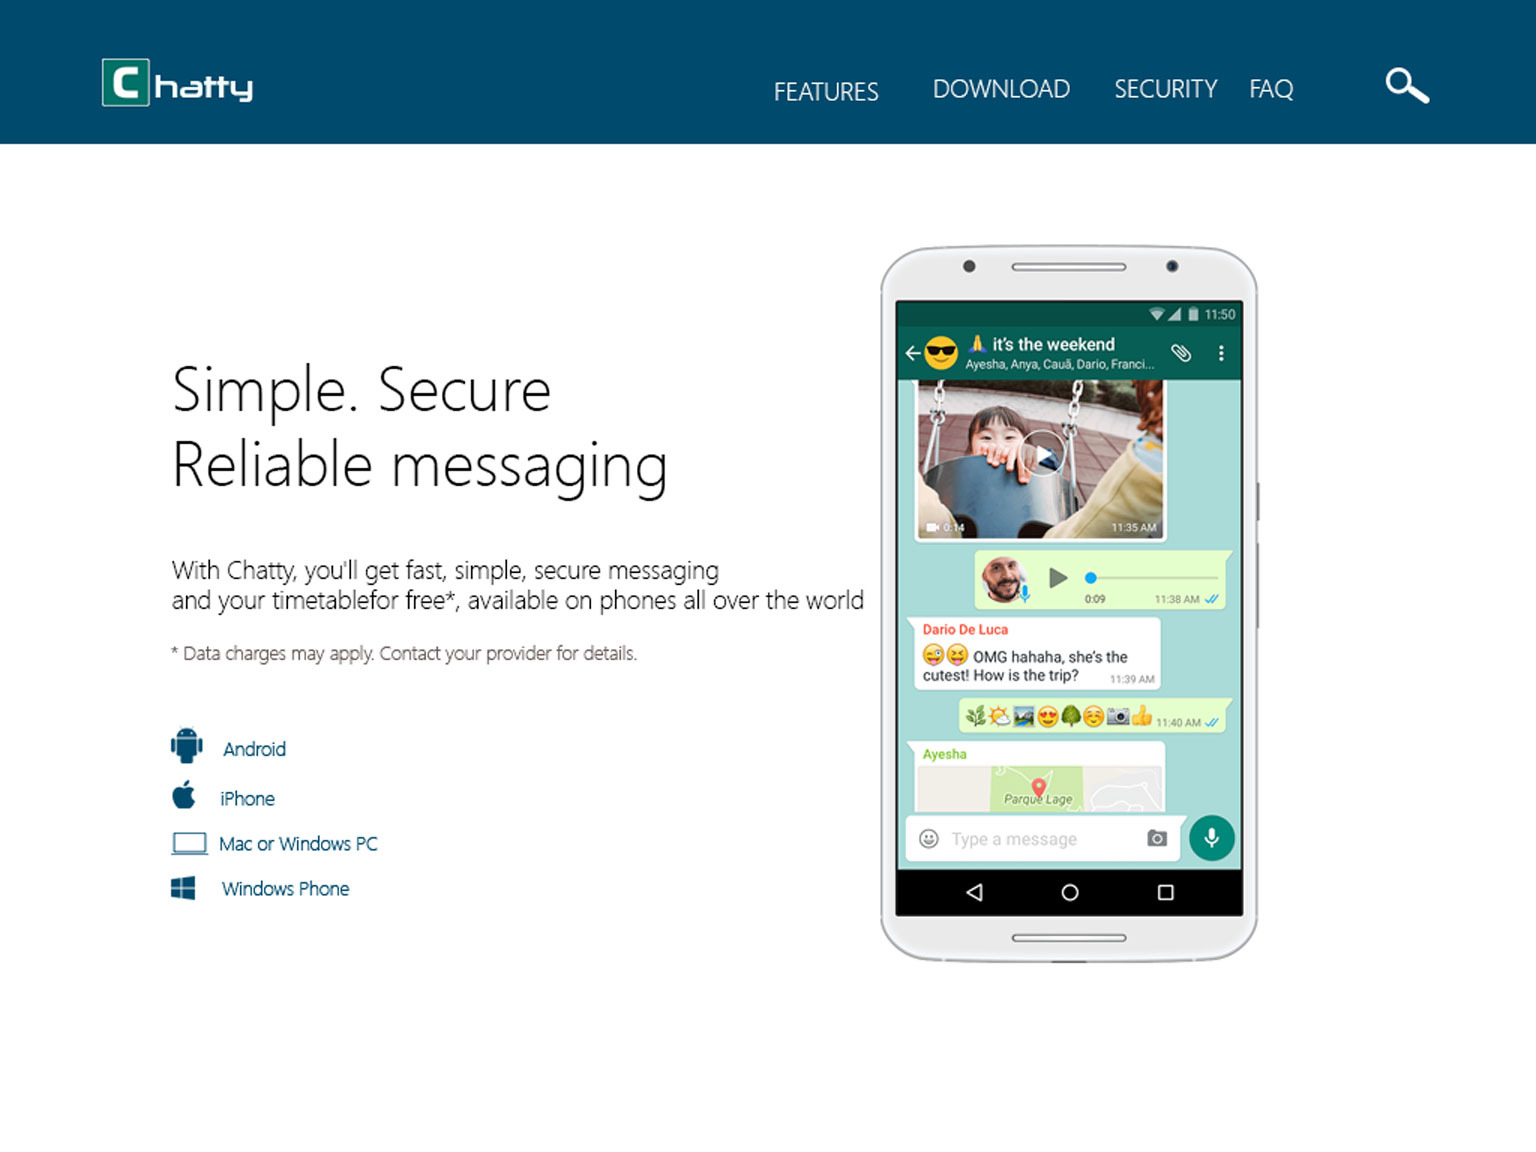 Chatty
FEATURES DOWNLOAD SECURITY FAQ
Simple. Secure
Reliable messaging
With Chatty, you'll get fast, simple, secure messaging
and your timetablefor free*, available on phones all over the world
* Data charges may apply. Contact your provider for details.
Android
iPhone
Mac or Windows PC
Windows Phone
11:50
🙏 it's the weekend
Ayesha, Anya, Cauã, Dario, Franci...
0:14 11:35 AM
0:09 11:38 AM
Dario De Luca
😜😝 OMG hahaha, she's the
cutest! How is the trip? 11:39 AM
11:40 AM
Ayesha
Parque Lage
Type a message